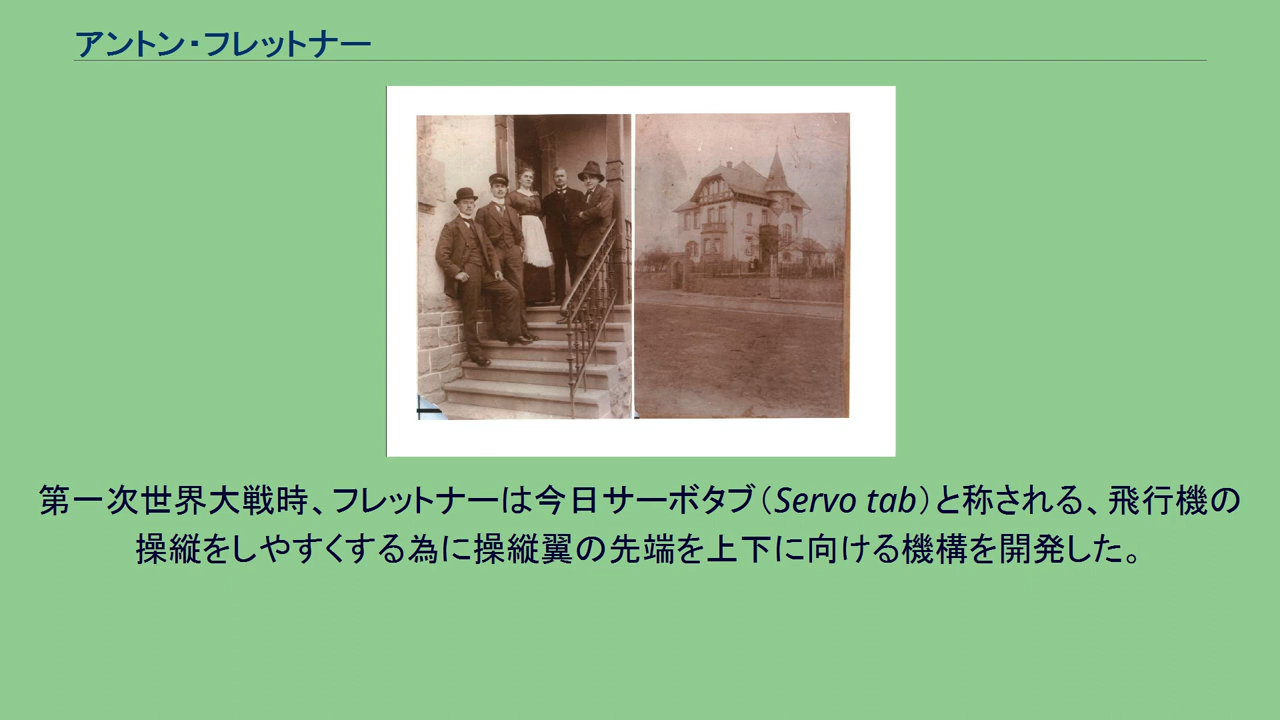 アントン・フレットナー
第一次世界大戦時、フレットナーは今日サーボタブ（Servo tab）と称される、飛行機の
操縦をしやすくする為に操縦翼の先端を上下に向ける機構を開発した。